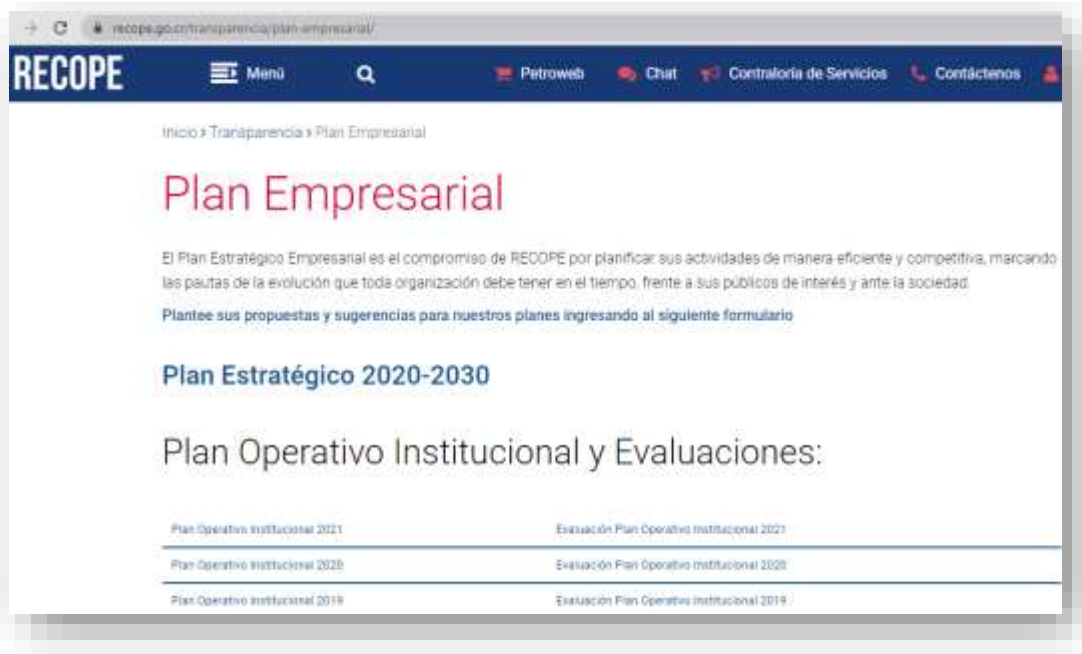 recope.go.cr/transparencia/plan-empresarial/
RECOPE
Menú
Petroweb
Chat
Contraloría de Servicios
Contáctenos
Inicio › Transparencia › Plan Empresarial
Plan Empresarial
El Plan Estratégico Empresarial es el compromiso de RECOPE por planificar sus actividades de manera eficiente y competitiva, marcando
las pautas de la evolución que toda organización debe tener en el tiempo, frente a sus públicos de interés y ante la sociedad.
Plantee sus propuestas y sugerencias para nuestros planes ingresando al siguiente formulario
Plan Estratégico 2020-2030
Plan Operativo Institucional y Evaluaciones:
Plan Operativo Institucional 2021
Evaluación Plan Operativo Institucional 2021
Plan Operativo Institucional 2020
Evaluación Plan Operativo Institucional 2020
Plan Operativo Institucional 2019
Evaluación Plan Operativo Institucional 2019